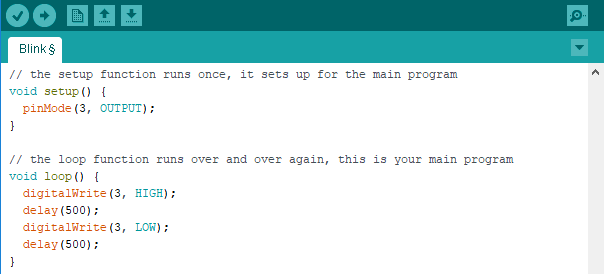 Blink§
// the setup function runs once, it sets up for the main program
void setup() {
  pinMode(3, OUTPUT);
}

// the loop function runs over and over again, this is your main program
void loop() {
  digitalWrite(3, HIGH);
  delay(500);
  digitalWrite(3, LOW);
  delay(500);
}